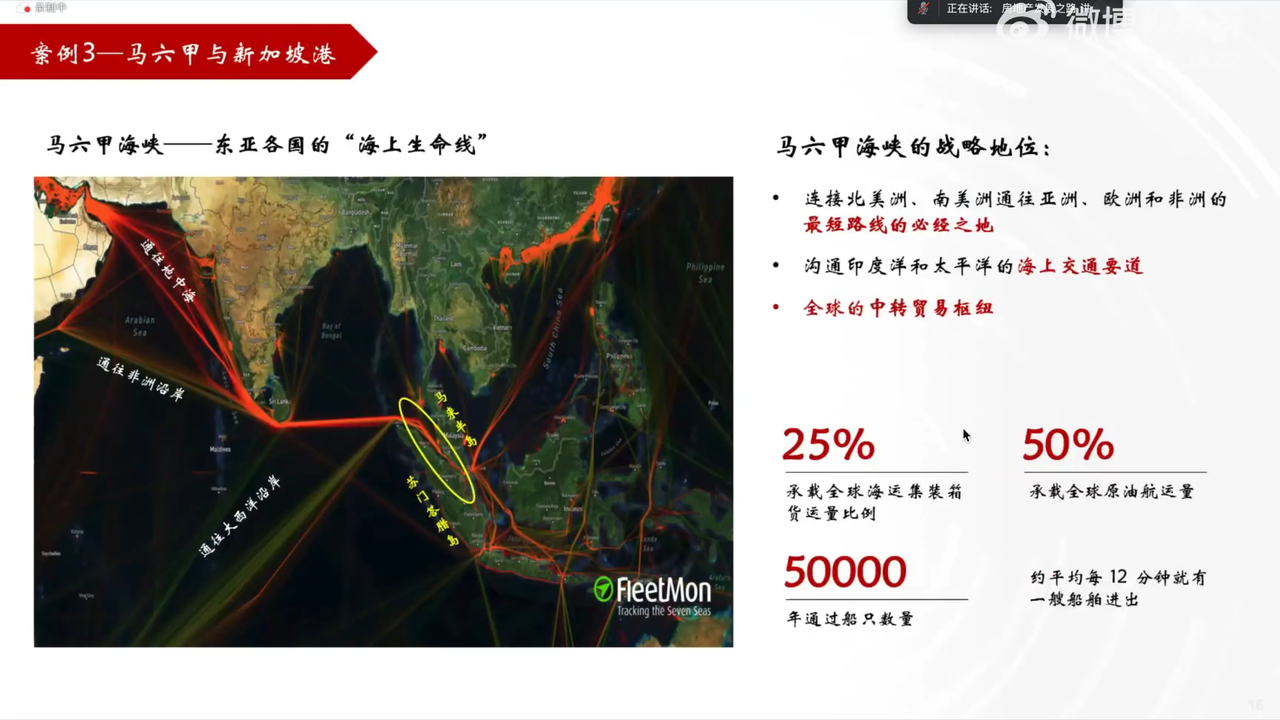 录制中
正在讲话: 房地产发展之路 讲
微博
案例3—马六甲与新加坡港
马六甲海峡——东亚各国的“海上生命线”
通往地中海
通往非洲沿岸
通往大西洋沿岸
马来半岛
苏门答腊岛
Arabian
Sea
Bay of
Bengal
Bangladesh
Sri Lanka
Maldives
Thailand
Vietnam
Cambodia
Malaysia
South China Sea
Philippine
Sea
Philippines
FleetMon
Tracking the Seven Seas
马六甲海峡的战略地位:
• 连接北美洲、南美洲通往亚洲、欧洲和非洲的
最短路线的必经之地
• 沟通印度洋和太平洋的海上交通要道
• 全球的中转贸易枢纽
25%
承载全球海运集装箱
货运量比例
50%
承载全球原油航运量
50000
年通过船只数量
约平均每 12 分钟就有
一艘船舶进出
16